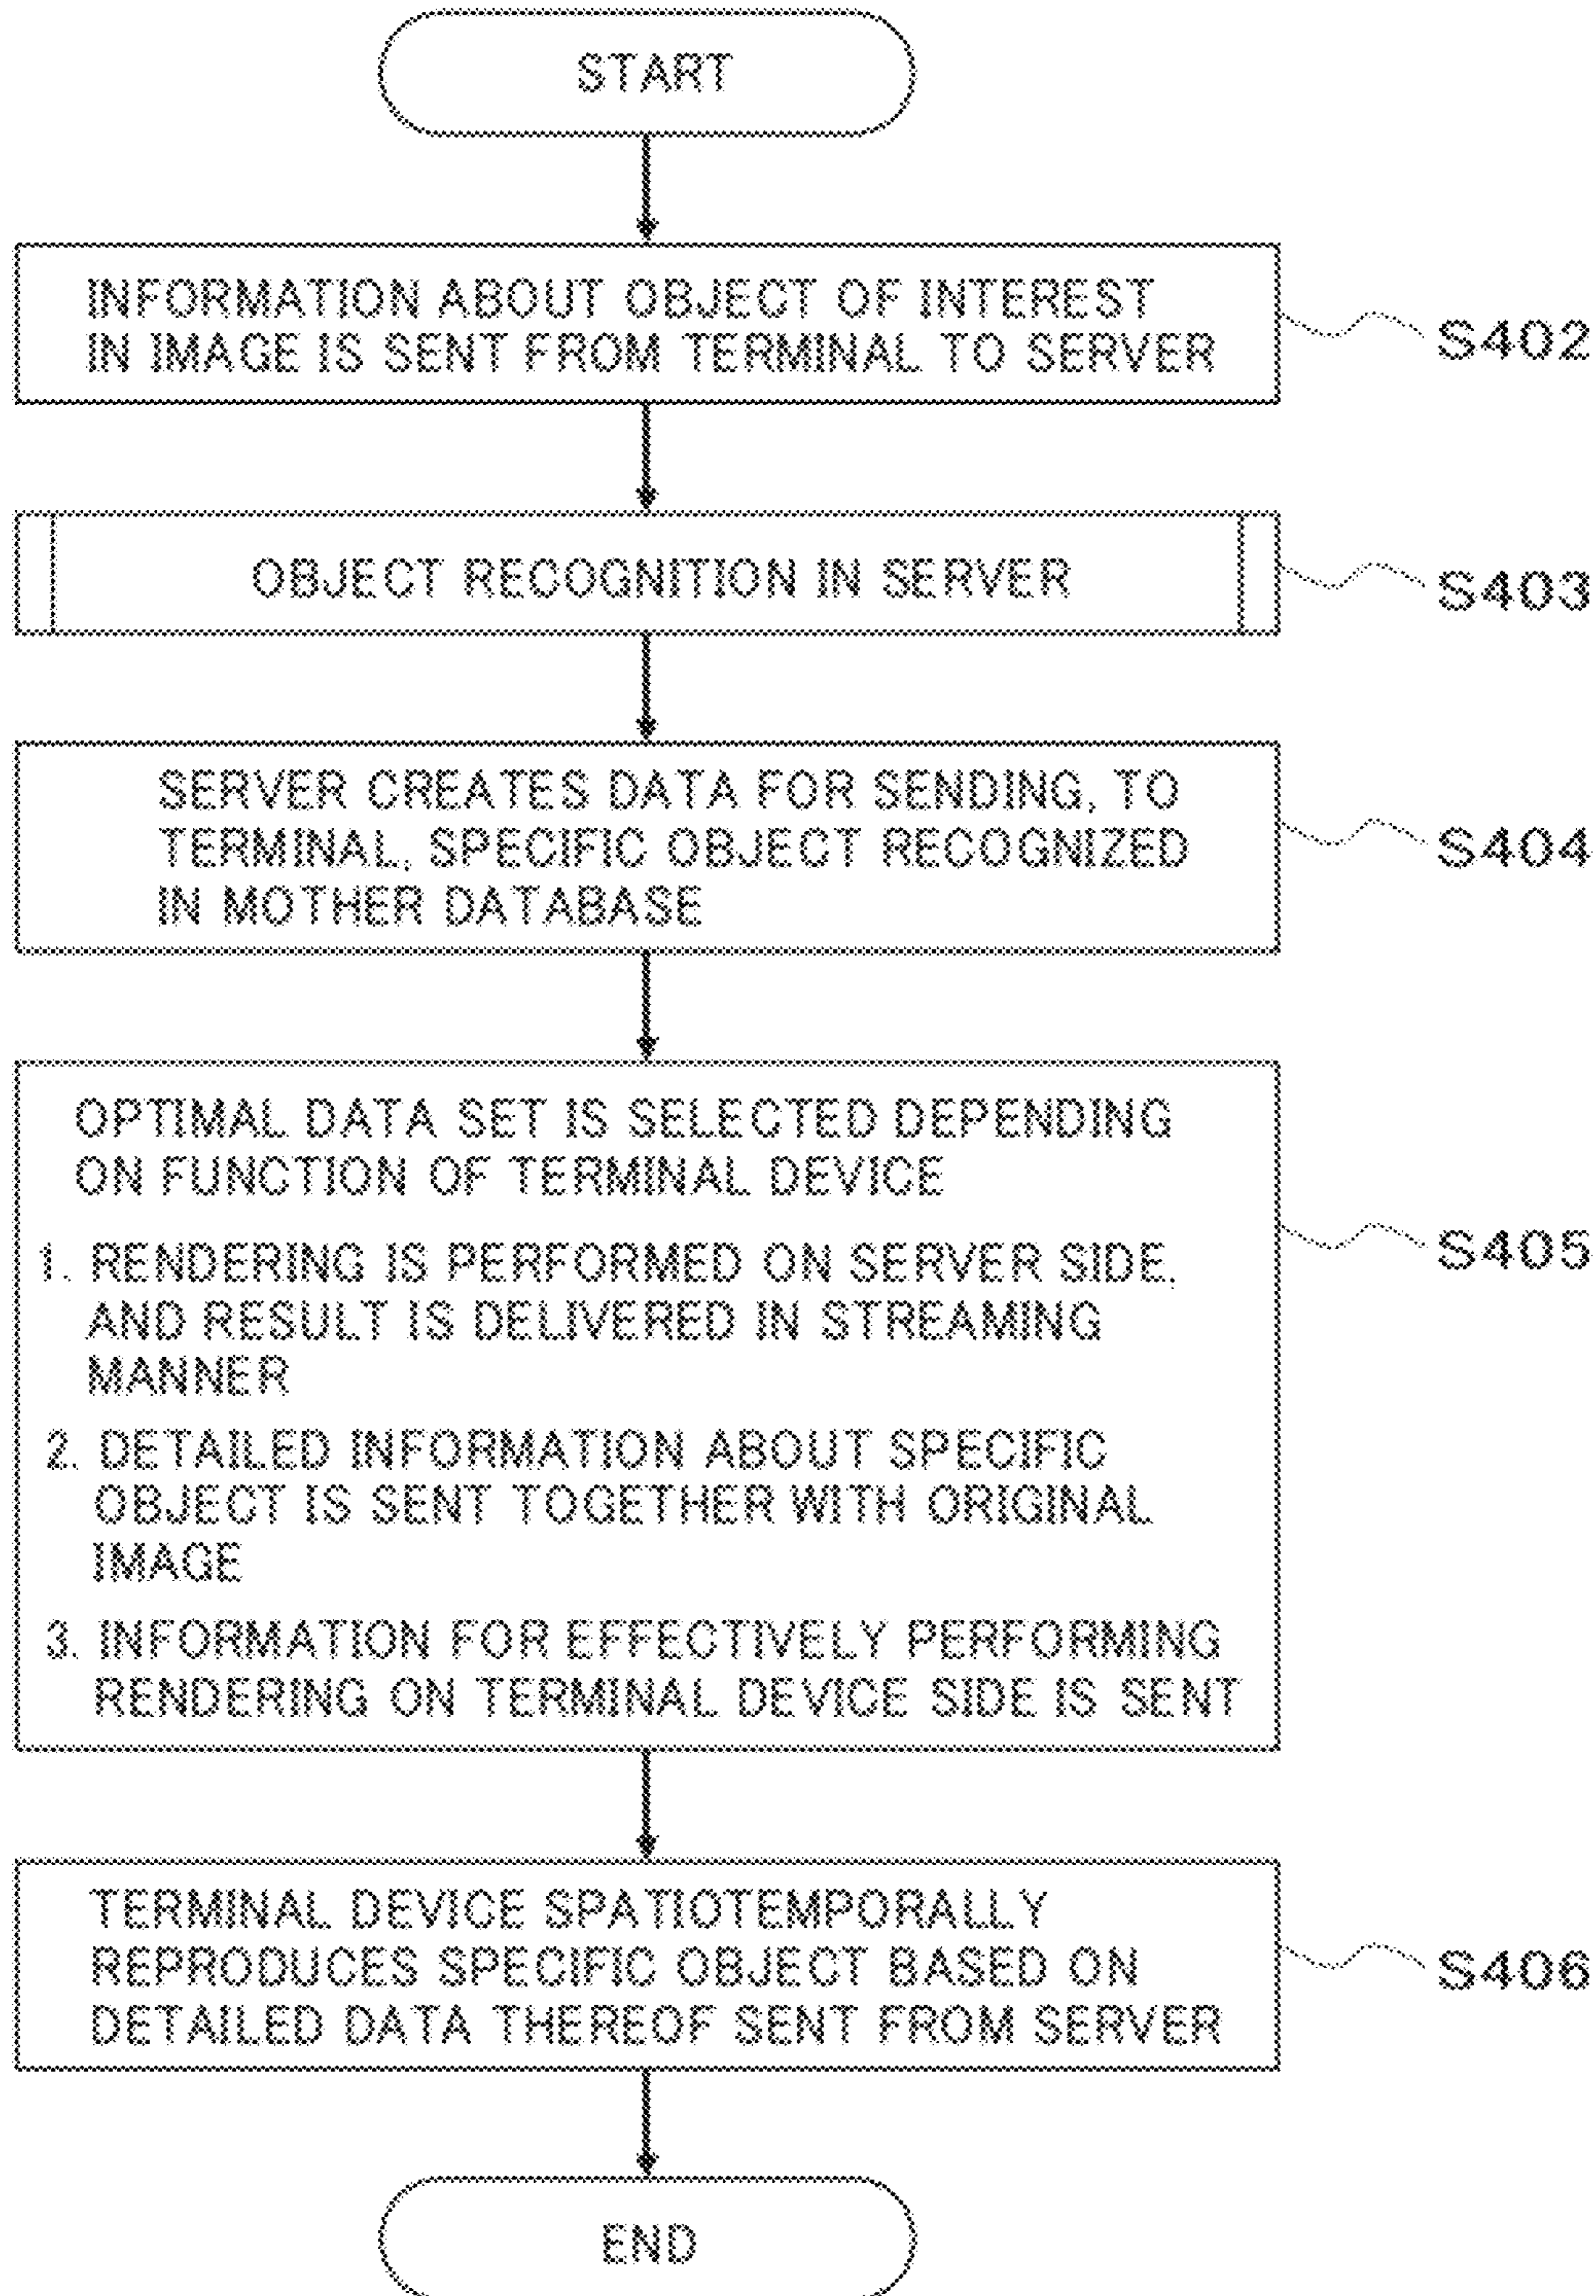 START
INFORMATION ABOUT OBJECT OF INTEREST
IN IMAGE IS SENT FROM TERMINAL TO SERVER
S402
OBJECT RECOGNITION IN SERVER
S403
SERVER CREATES DATA FOR SENDING, TO
TERMINAL, SPECIFIC OBJECT RECOGNIZED
IN MOTHER DATABASE
S404
OPTIMAL DATA SET IS SELECTED DEPENDING
ON FUNCTION OF TERMINAL DEVICE
1. RENDERING IS PERFORMED ON SERVER SIDE,
AND RESULT IS DELIVERED IN STREAMING
MANNER
2. DETAILED INFORMATION ABOUT SPECIFIC
OBJECT IS SENT TOGETHER WITH ORIGINAL
IMAGE
3. INFORMATION FOR EFFECTIVELY PERFORMING
RENDERING ON TERMINAL DEVICE SIDE IS SENT
S405
TERMINAL DEVICE SPATIOTEMPORALLY
REPRODUCES SPECIFIC OBJECT BASED ON
DETAILED DATA THEREOF SENT FROM SERVER
S406
END